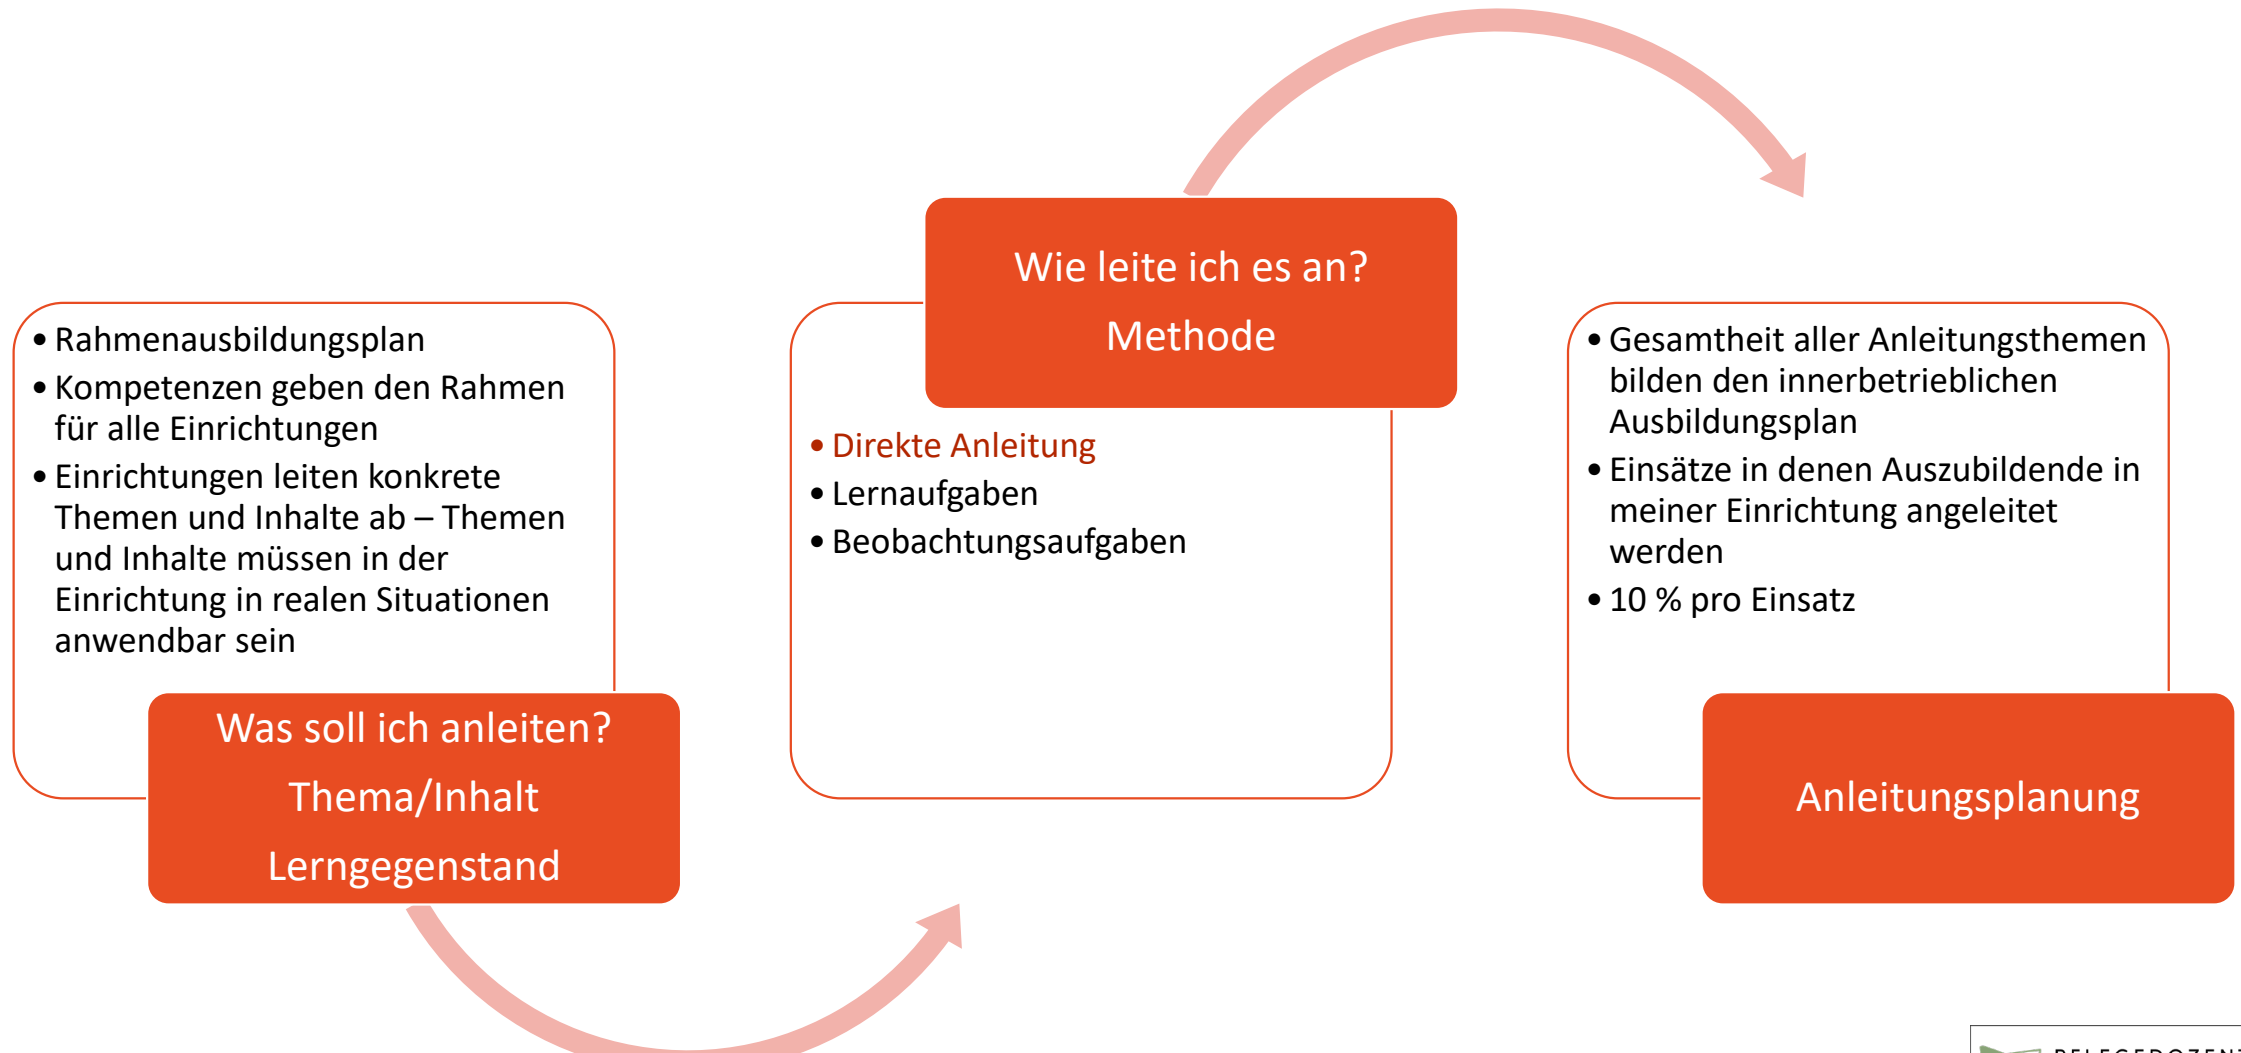 • Rahmenausbildungsplan
• Kompetenzen geben den Rahmen
für alle Einrichtungen
• Einrichtungen leiten konkrete
Themen und Inhalte ab – Themen
und Inhalte müssen in der
Einrichtung in realen Situationen
anwendbar sein
Was soll ich anleiten?
Thema/Inhalt
Lerngegenstand
Wie leite ich es an?
Methode
• Direkte Anleitung
• Lernaufgaben
• Beobachtungsaufgaben
• Gesamtheit aller Anleitungsthemen
bilden den innerbetrieblichen
Ausbildungsplan
• Einsätze in denen Auszubildende in
meiner Einrichtung angeleitet
werden
• 10 % pro Einsatz
Anleitungsplanung